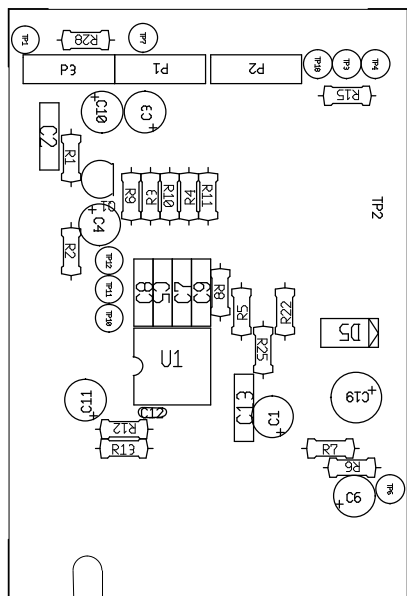 TP1
R28
TP7
P3
P1
P2
TP18
TP3
TP4
R15
C10
C3
C2
R1
R9
R3
R10
R4
R11
C4
TP2
R2
TP12
TP11
TP10
C8
C5
C7
C9
R8
R5
R22
R25
D5
U1
C11
C12
C13
C1
C19
R12
R13
R7
R6
TP6